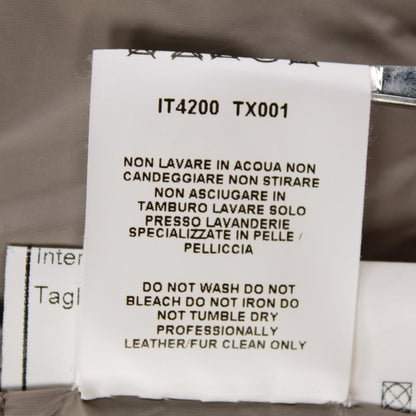 IT4200 TX001
NON LAVARE IN ACQUA NON
CANDEGGIARE NON STIRARE
NON ASCIUGARE IN
TAMBURO LAVARE SOLO
PRESSO LAVANDERIE
SPECIALIZZATE IN PELLE /
PELLICCIA
DO NOT WASH DO NOT
BLEACH DO NOT IRON DO
NOT TUMBLE DRY
PROFESSIONALLY
LEATHER/FUR CLEAN ONLY
Inter
Tagl